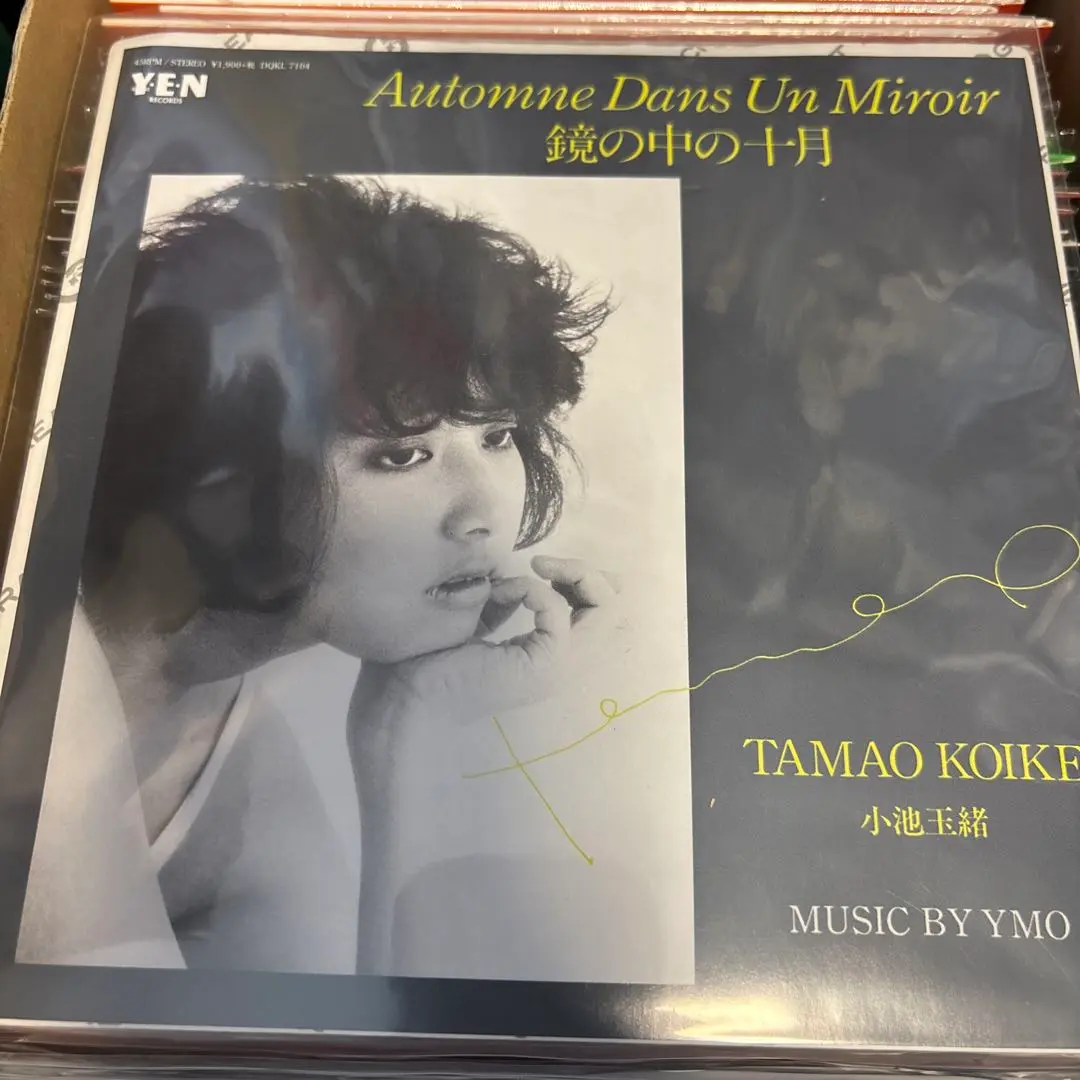 45RPM / STEREO ¥1,900+税 DQKL 7104
Y.E.N
RECORDS
Automne Dans Un Miroir
鏡の中の十月
TAMAO KOIKE
小池玉緒
MUSIC BY YMO